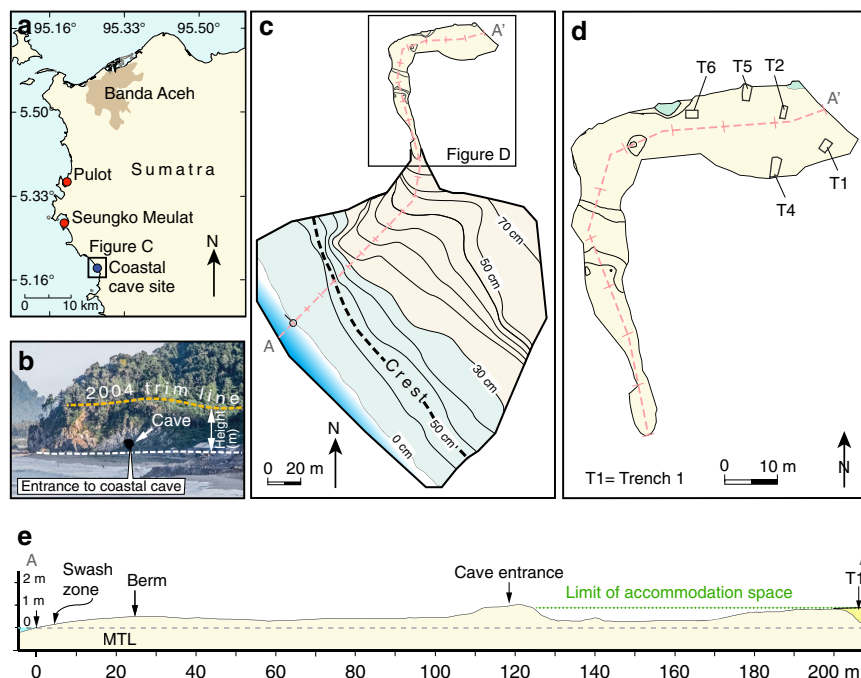 a
95.16°
95.33°
95.50°
Banda Aceh
5.50°
Sumatra
Pulot
5.33°
Seungko Meulat
Figure C
N
Coastal
cave site
5.16°
0
10 km
b
2004 trim line
Cave
Height
(m)
Entrance to coastal cave
c
A'
Figure D
70 cm
50 cm
30 cm
A
Crest
50 cm'
0 cm
N
0 20 m
d
T6
T5
T2
A'
T1
T4
T1= Trench 1
0 10 m
N
e
A
2 m
1 m
0
Swash
zone
Berm
Cave entrance
Limit of accommodation space
T1
MTL
0 20 40 60 80 100 120 140 160 180 200 m